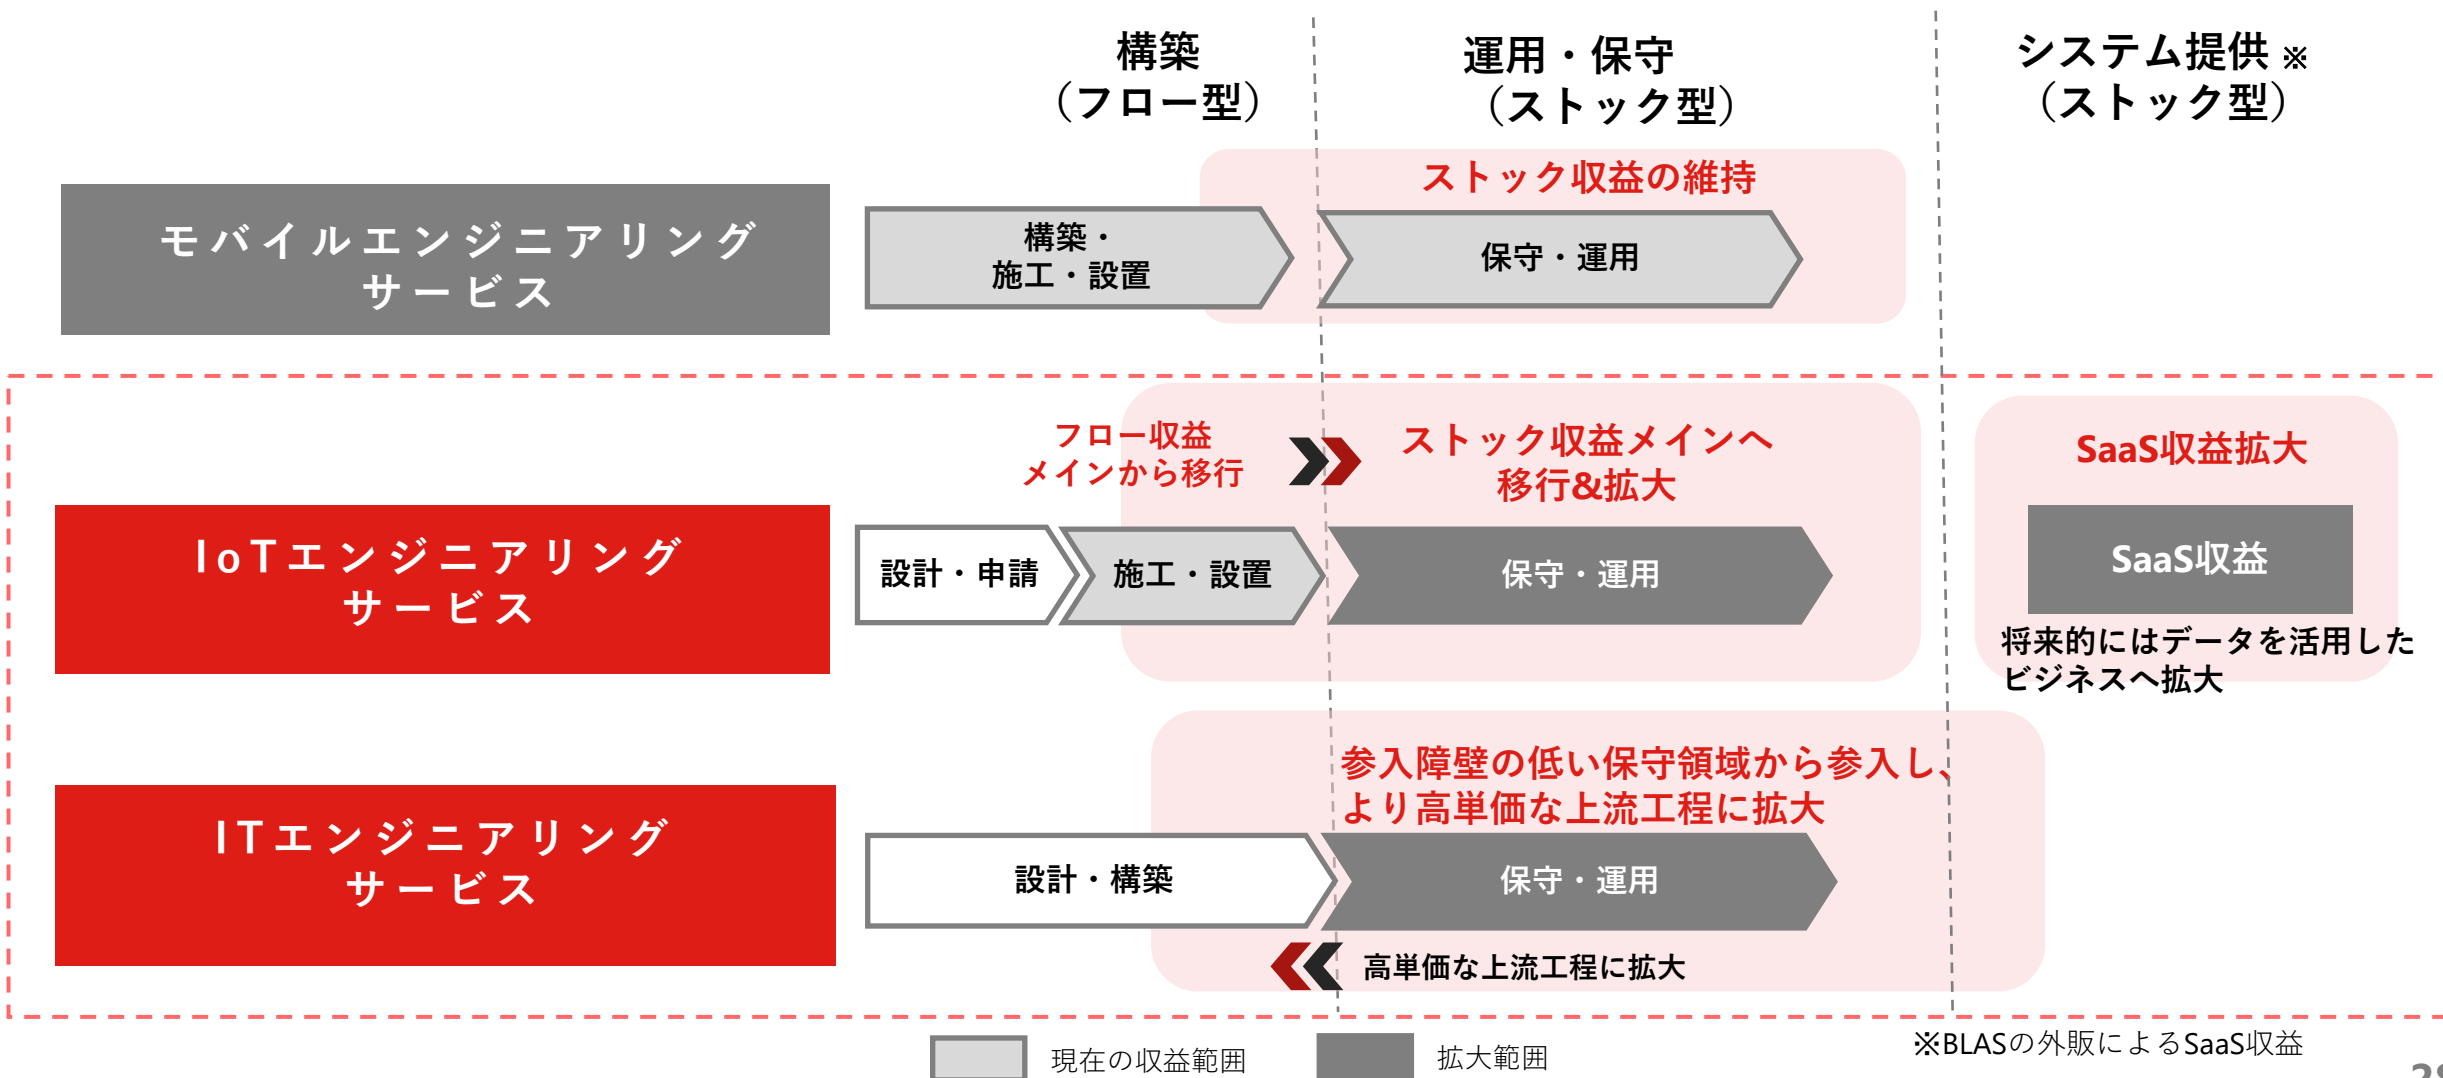 構築
（フロー型）
運用・保守
（ストック型）
システム提供 ※
（ストック型）
モバイルエンジニアリング
サービス
構築・
施工・設置
ストック収益の維持
保守・運用
IoTエンジニアリング
サービス
フロー収益
メインから移行
ストック収益メインへ
移行&拡大
設計・申請
施工・設置
保守・運用
SaaS収益拡大
SaaS収益
将来的にはデータを活用した
ビジネスへ拡大
ITエンジニアリング
サービス
参入障壁の低い保守領域から参入し、
より高単価な上流工程に拡大
設計・構築
保守・運用
高単価な上流工程に拡大
現在の収益範囲
拡大範囲
※BLASの外販によるSaaS収益